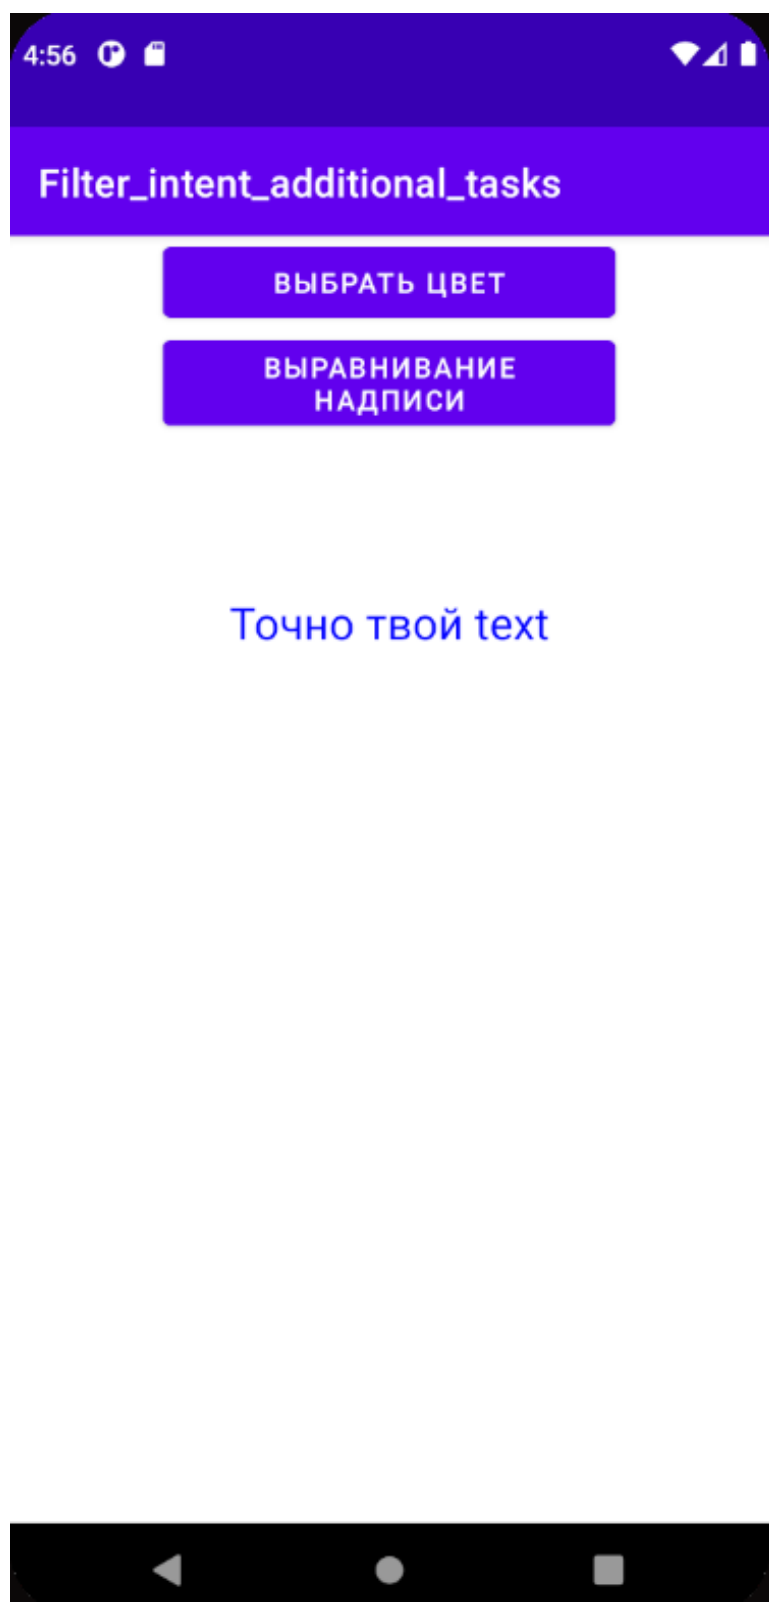 4:56
Filter_intent_additional_tasks
ВЫБРАТЬ ЦВЕТ
ВЫРАВНИВАНИЕ
НАДПИСИ
Точно твой text